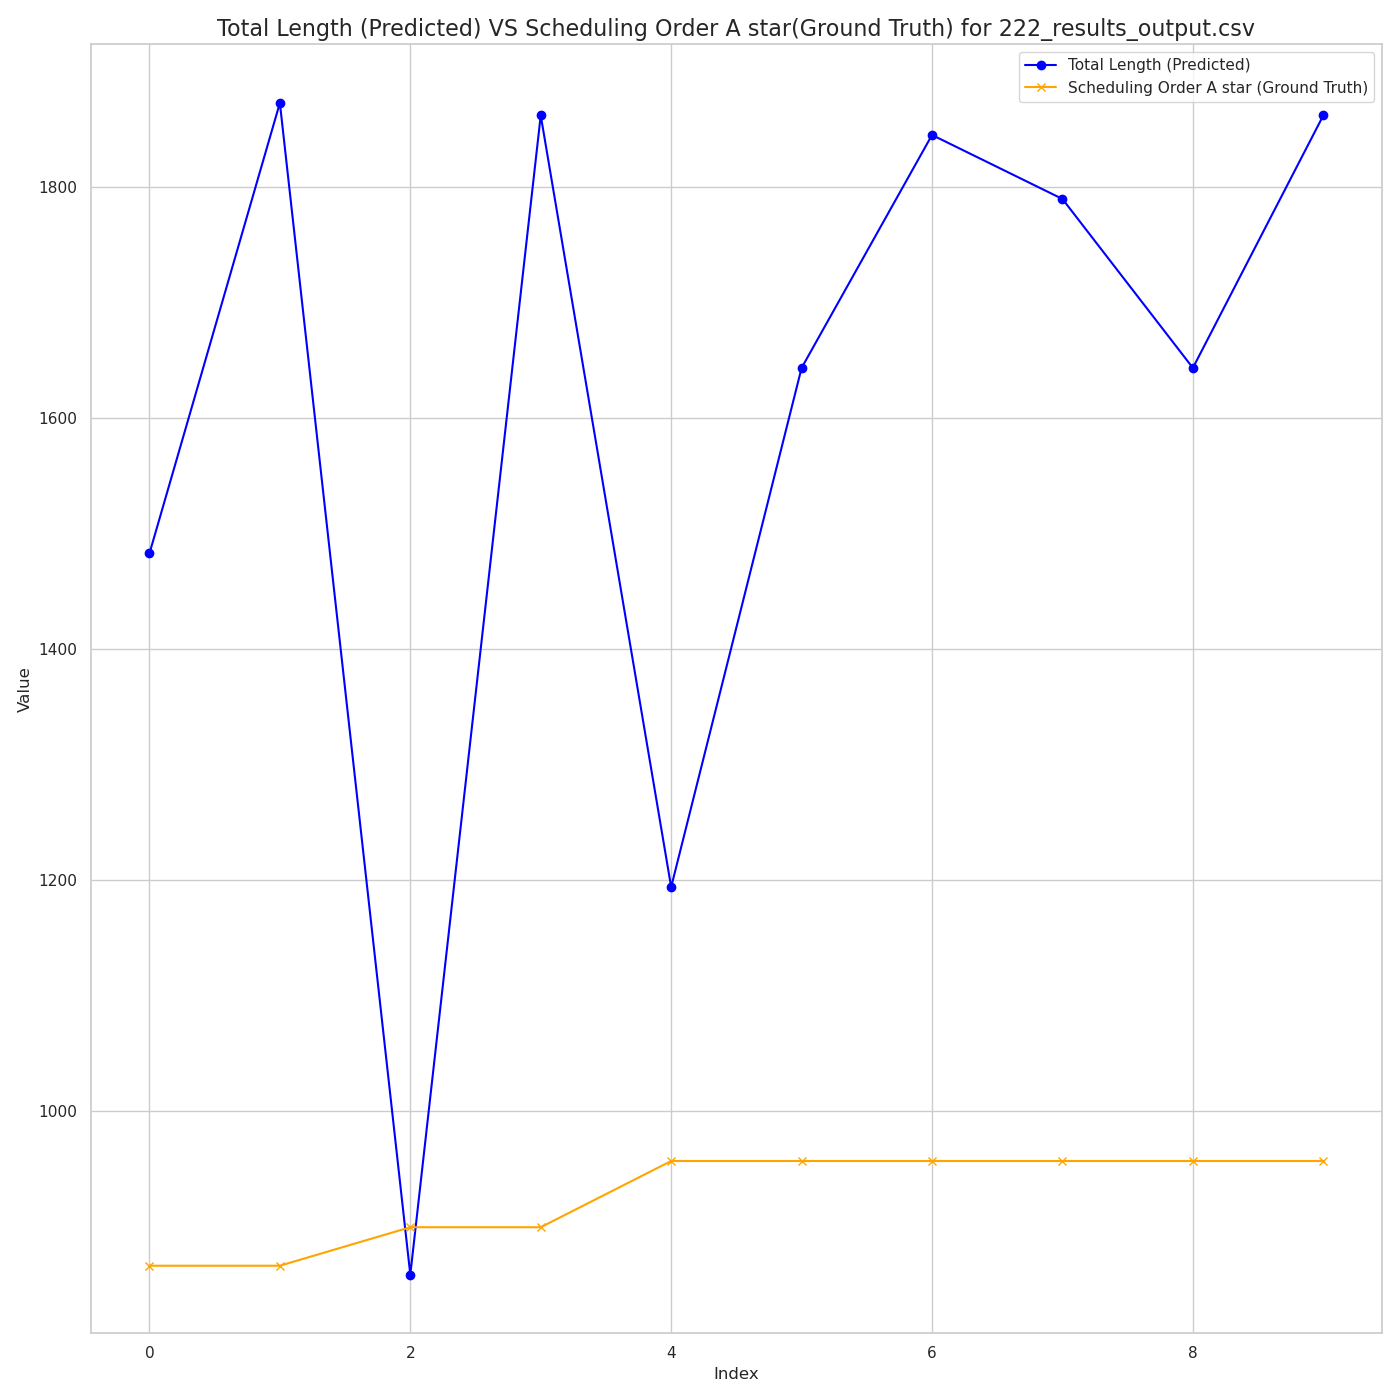 Total Length (Predicted) VS Scheduling Order A star(Ground Truth) for 222_results_output.csv
Total Length (Predicted)
Scheduling Order A star (Ground Truth)
1800
1600
1400
1200
1000
Value
0 2 4 6 8
Index